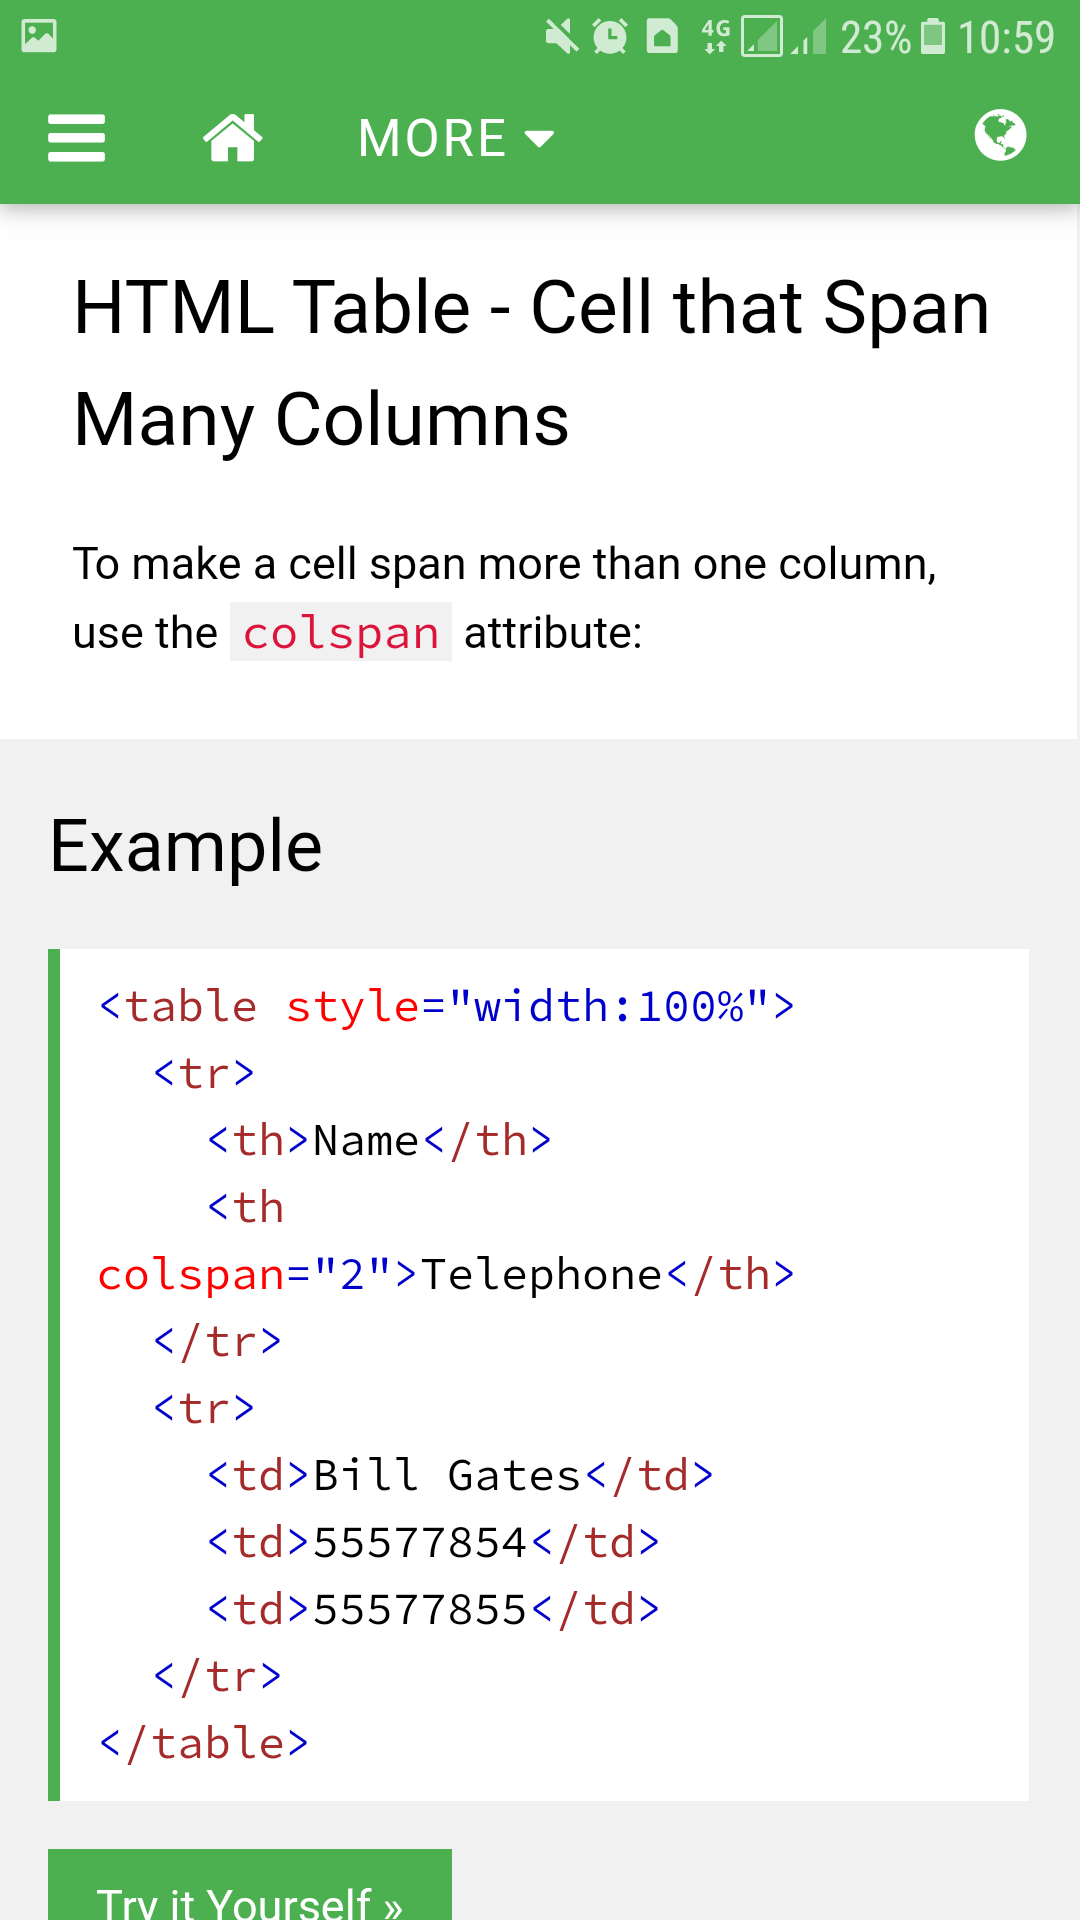 4G 23% 10:59
MORE
HTML Table - Cell that Span
Many Columns
To make a cell span more than one column,
use the colspan attribute:
Example
<table style="width:100%">
  <tr>
    <th>Name</th>
    <th
colspan="2">Telephone</th>
  </tr>
  <tr>
    <td>Bill Gates</td>
    <td>55577854</td>
    <td>55577855</td>
  </tr>
</table>
Try it Yourself »